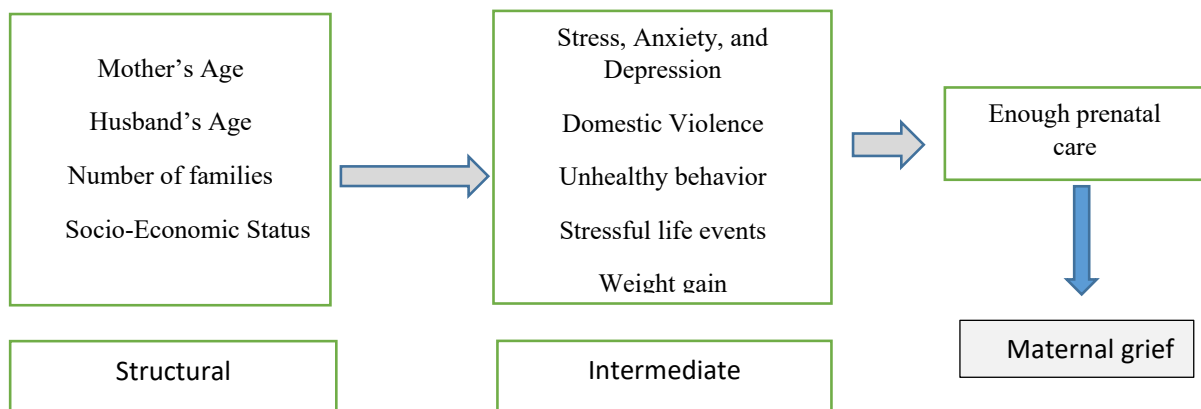 Mother’s Age
Husband’s Age
Number of families
Socio-Economic Status
Stress, Anxiety, and
Depression
Domestic Violence
Unhealthy behavior
Stressful life events
Weight gain
Enough prenatal
care
Maternal grief
Structural
Intermediate